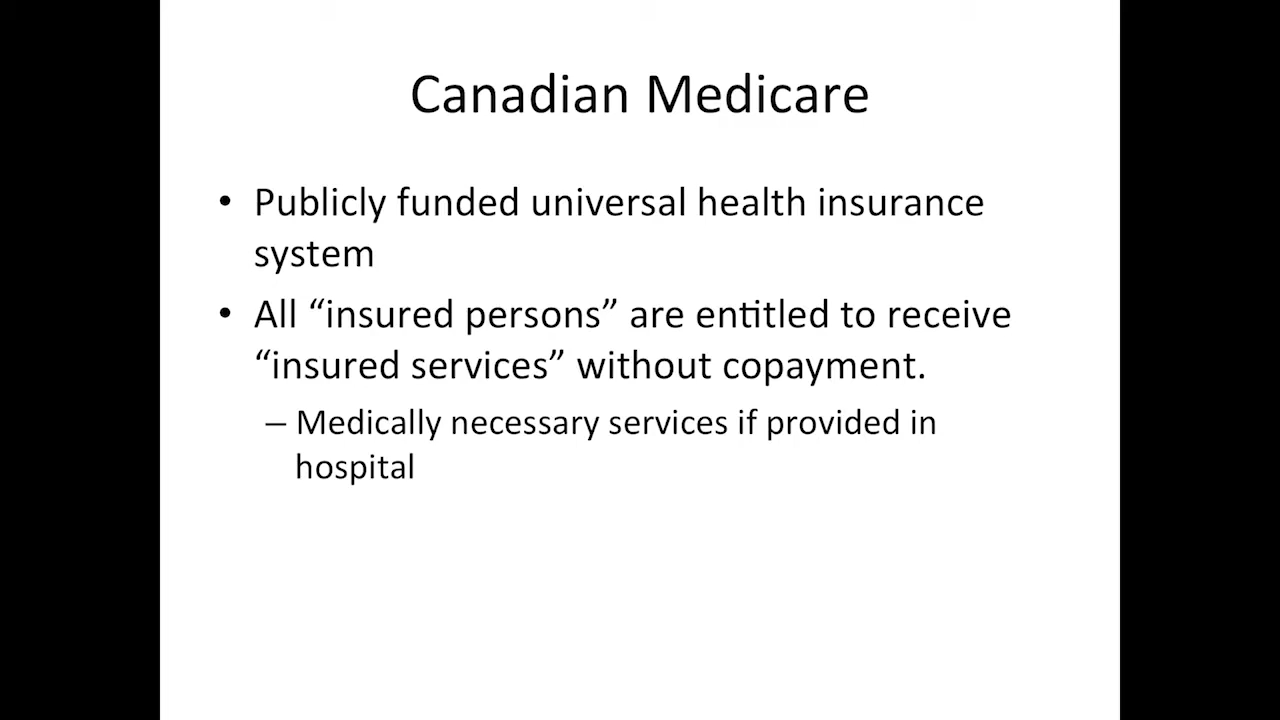 Canadian Medicare
• Publicly funded universal health insurance
system
• All “insured persons” are entitled to receive
“insured services” without copayment.
– Medically necessary services if provided in
hospital